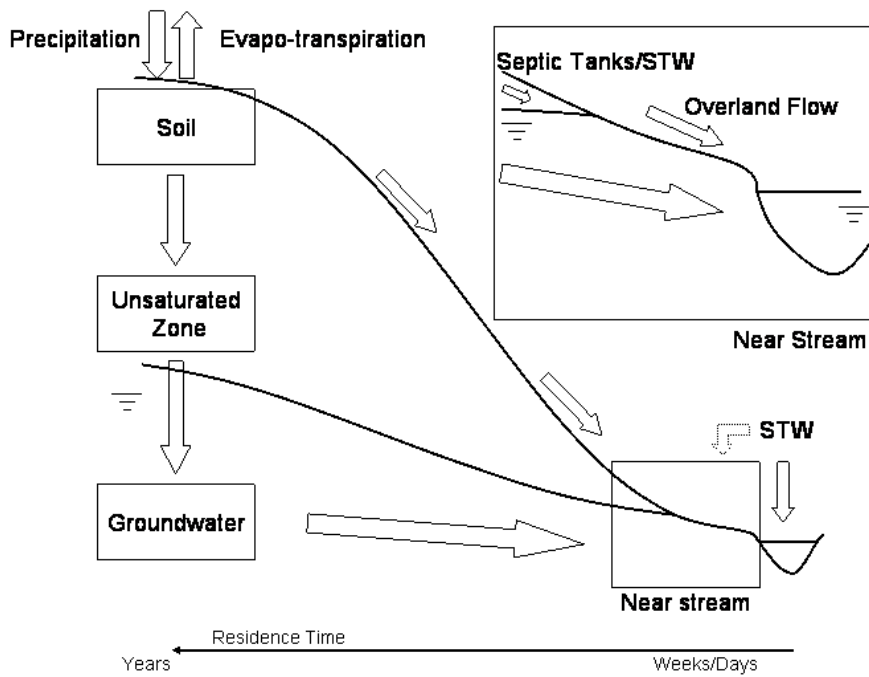 Precipitation
Evapo-transpiration
Soil
Unsaturated
Zone
Groundwater
Septic Tanks/STW
Overland Flow
Near Stream
STW
Near stream
Residence Time
Years
Weeks/Days